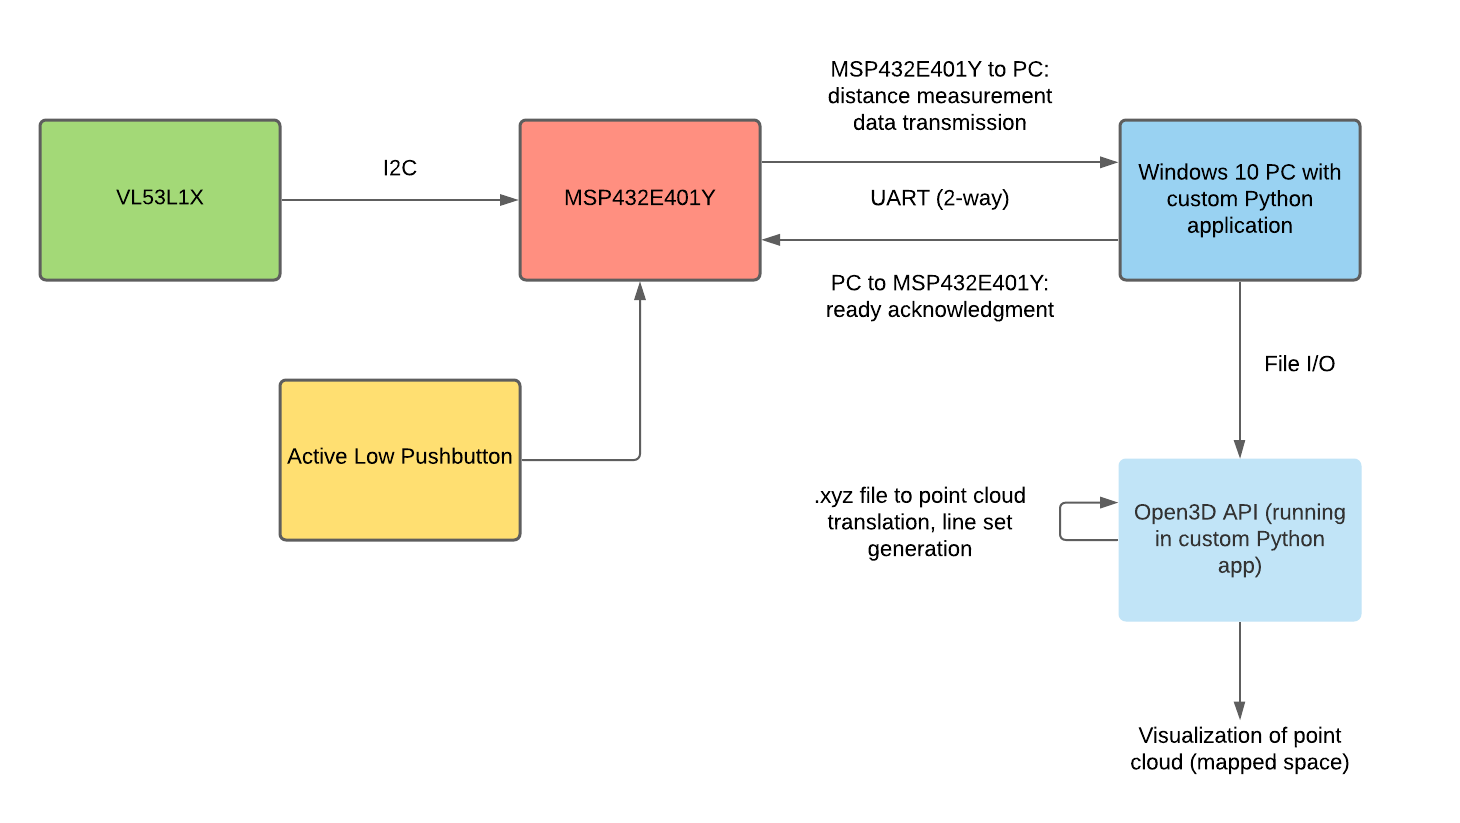 MSP432E401Y to PC:
distance measurement
data transmission
VL53L1X
I2C
MSP432E401Y
UART (2-way)
Windows 10 PC with
custom Python
application
PC to MSP432E401Y:
ready acknowledgment
File I/O
Active Low Pushbutton
.xyz file to point cloud
translation, line set
generation
Open3D API (running
in custom Python
app)
Visualization of point
cloud (mapped space)